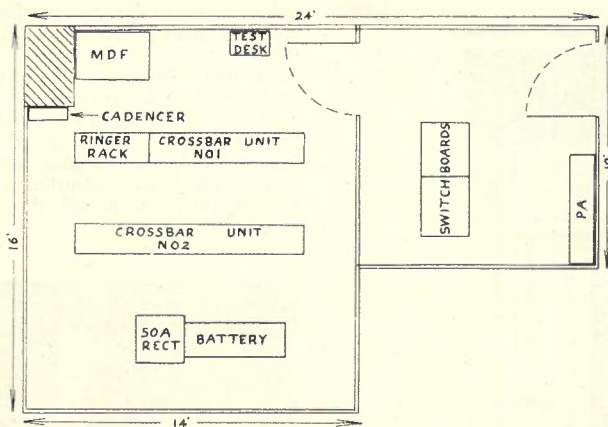 24'
MDF
TEST
DESK
CADENCER
RINGER
RACK
CROSSBAR UNIT
NO1
SWITCH BOARDS
10'
PA
16'
CROSSBAR UNIT
NO2
50A
RECT
BATTERY
14'